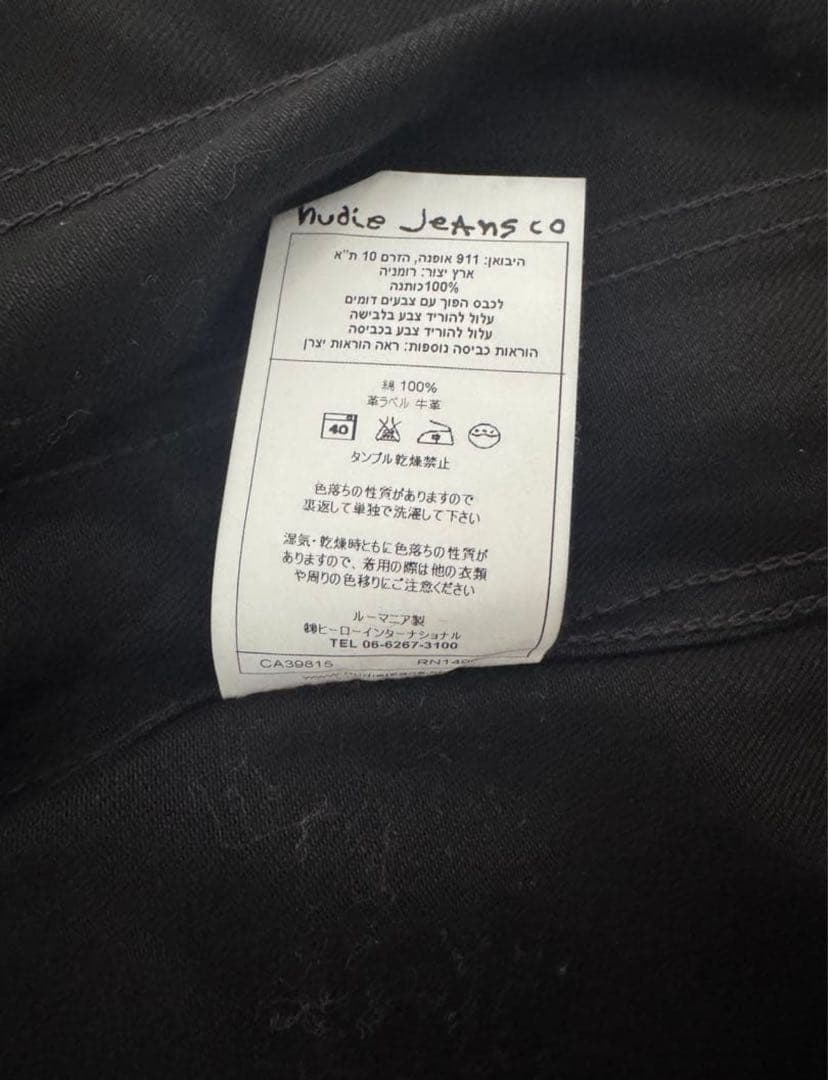 nudie Jeans co
היבואן: 911 אופנה, הזרם 10 ת"א
ארץ יצור: רומניה
100%כותנה
לכבס הפוך עם צבעים דומים
עלול להוריד צבע בלבישה
עלול להוריד צבע בכביסה
הוראות כביסה נוספות: ראה הוראות יצרן
綿 100%
革ラベル 牛革
40 中
タンブル乾燥禁止
色落ちの性質がありますので
裏返して単独で洗濯して下さい
湿気・乾燥時ともに色落ちの性質が
ありますので、着用の際は他の衣類
や周りの色移りにご注意ください
ルーマニア製
㈱ヒーローインターナショナル
TEL 06-6267-3100
CA39815